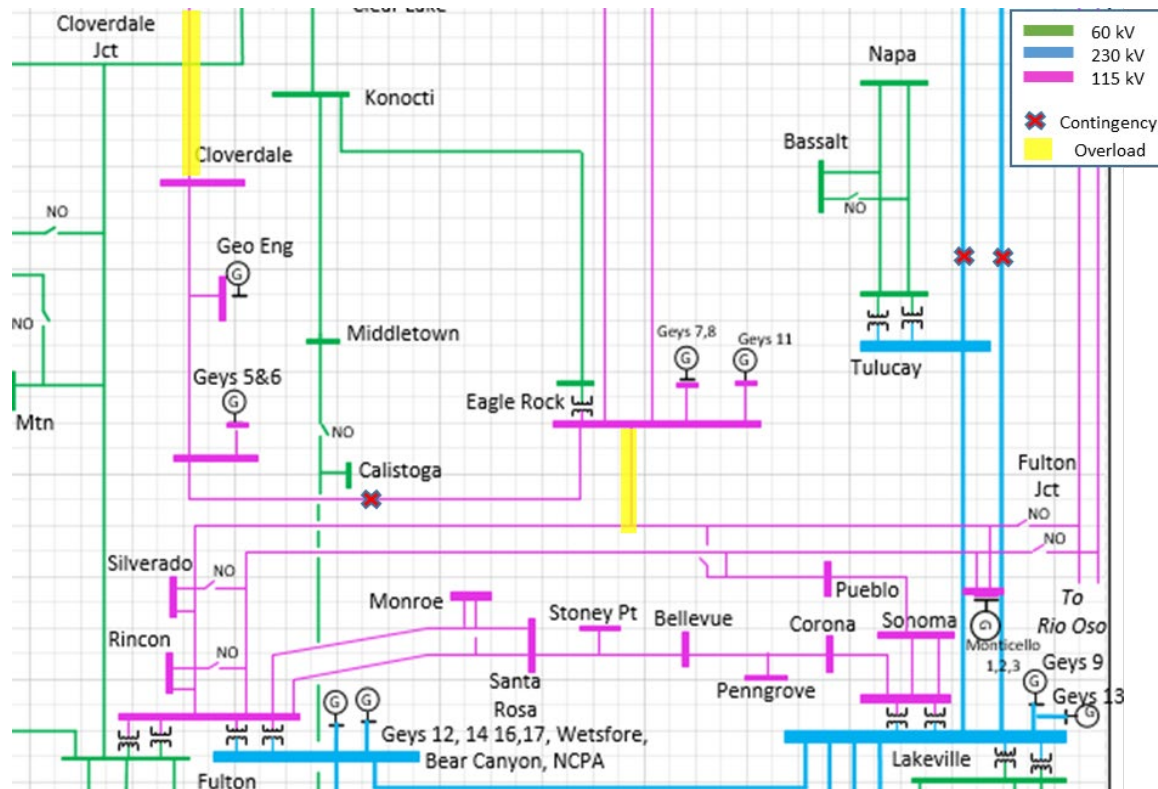 Clear Lake
Cloverdale
Jct
60 kV
230 kV
115 kV
Contingency
Overload
Napa
Konocti
Bassalt
Cloverdale
NO
NO
Geo Eng
NO
Middletown
Geys 7,8
Geys 11
G
G
G
Tulucay
Geys 5&6
G
Eagle Rock
Mtn
NO
Calistoga
Fulton
Jct
NO
NO
Silverado
NO
Monroe
Stoney Pt
Bellevue
Pueblo
Corona
Sonoma
To
Rio Oso
G
Monticello
1,2,3
Rincon
NO
Geys 9
G
Penngrove
Santa
Rosa
Geys 13
G
G
G
Geys 12, 14 16,17, Wetsfore,
Bear Canyon, NCPA
Lakeville
Fulton